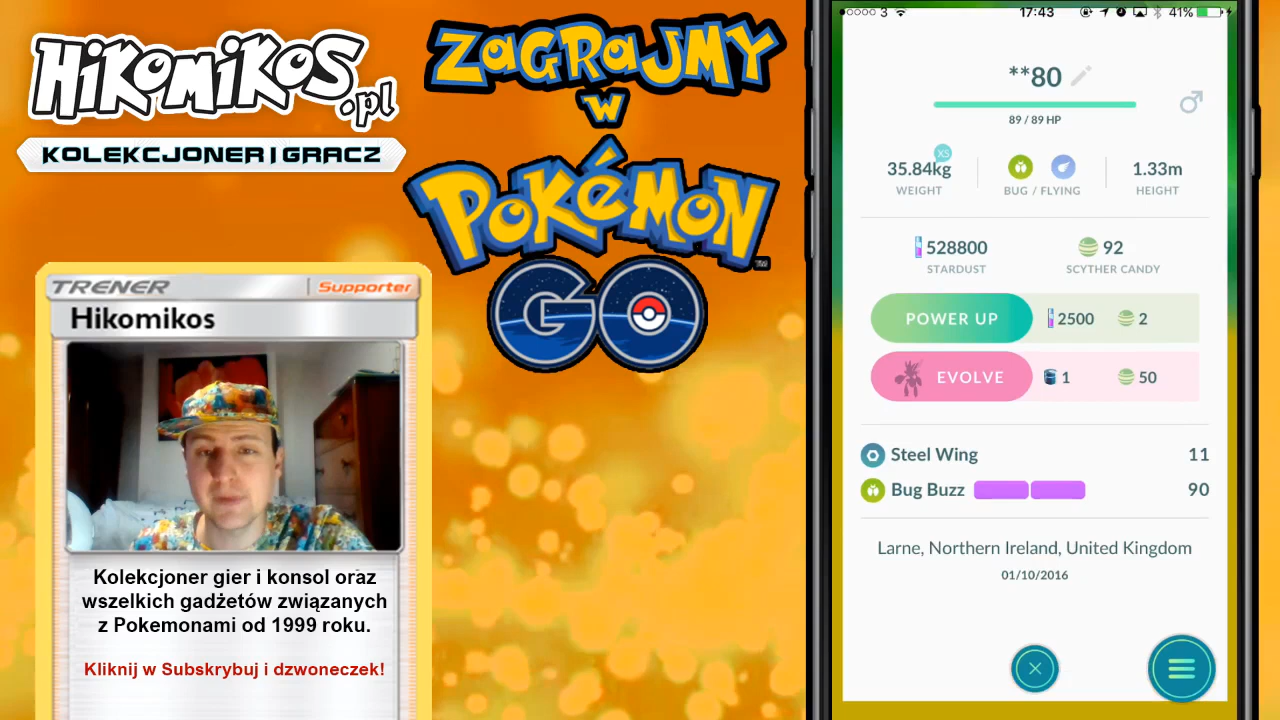 HiKoMiKoS.pl
KOLEKCJONER I GRACZ
ZAGRAJMY
W
POKéMON
GO
TRENER Supporter
Hikomikos
Kolekcjoner gier i konsol oraz
wszelkich gadżetów związanych
z Pokemonami od 1999 roku.
Kliknij w Subskrybuj i dzwoneczek!
3 17:43 41%
**80
89 / 89 HP
XS
35.84kg 1.33m
WEIGHT BUG / FLYING HEIGHT
528800 92
STARDUST SCYTHER CANDY
POWER UP 2500 2
EVOLVE 1 50
Steel Wing 11
Bug Buzz 90
Larne, Northern Ireland, United Kingdom
01/10/2016